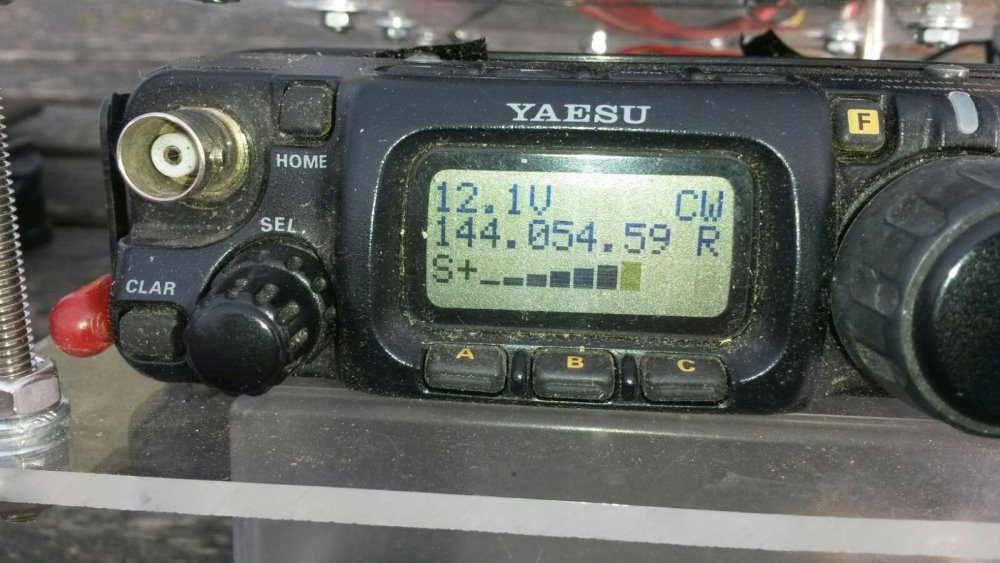 YAESU
F
HOME
SEL.
CLAR
12.1V CW
144.054.59 R
S+
A B C